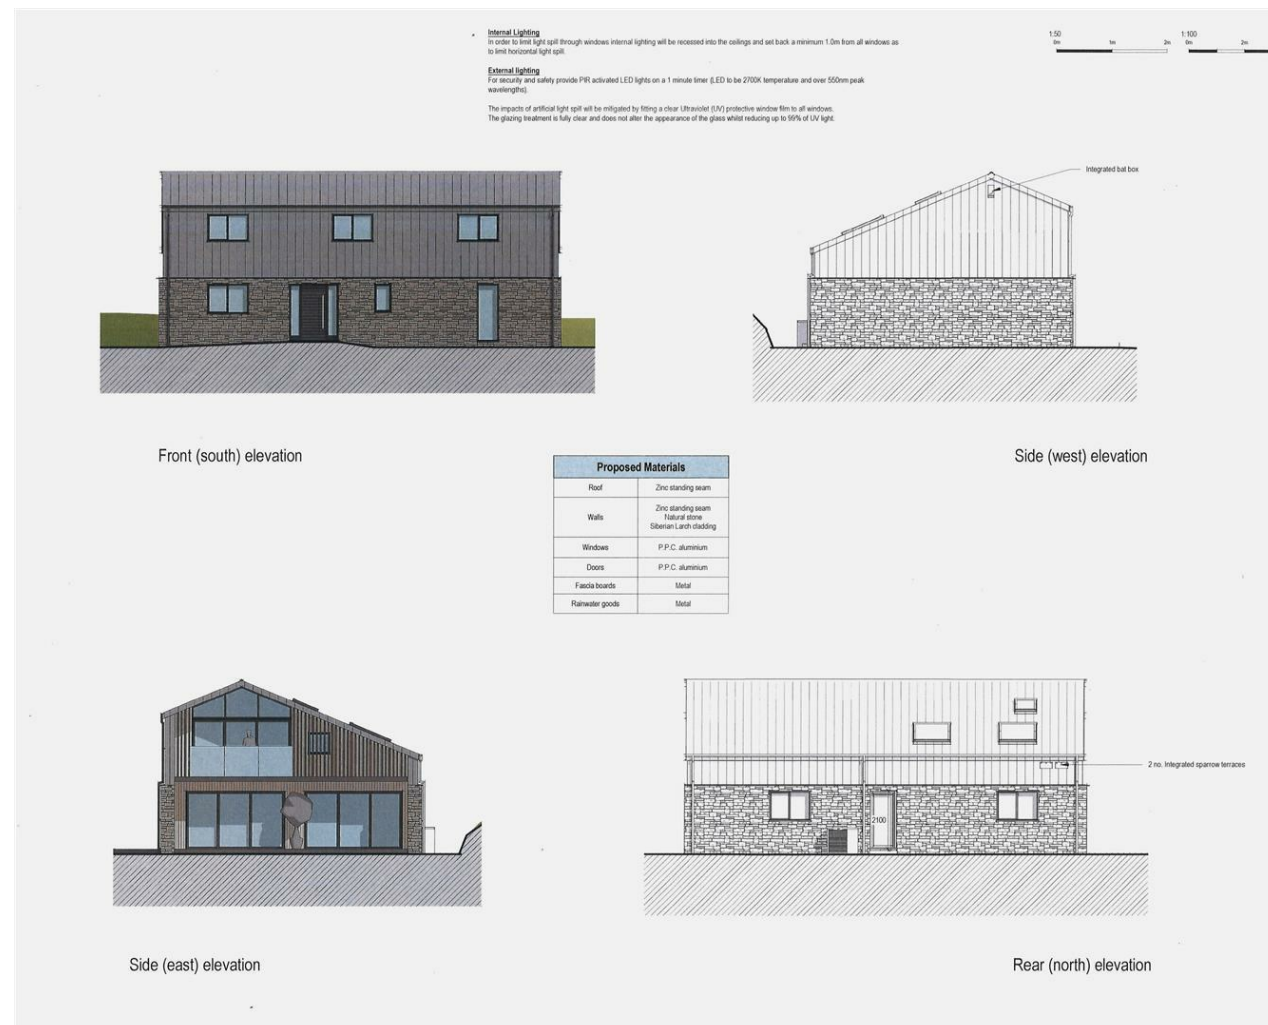 Internal Lighting
In order to limit light spill through windows internal lighting will be recessed into the ceilings and set back a minimum 1.0m from all windows as
to limit horizontal light spill.
External lighting
For security and safety provide PIR activated LED lights on a 1 minute timer (LED to be 2700K temperature and over 550nm peak
wavelengths).
The impacts of artificial light spill will be mitigated by fitting a clear Ultraviolet (UV) protective window film to all windows.
The glazing treatment is fully clear and does not alter the appearance of the glass whilst reducing up to 99% of UV light.
1:50
0m 1m 2m
1:100
0m 2m
Integrated bat box
Front (south) elevation
Side (west) elevation
Proposed Materials
Roof Zinc standing seam
Walls Zinc standing seam
Natural stone
Siberian Larch cladding
Windows P.P.C. aluminium
Doors P.P.C. aluminium
Fascia boards Metal
Rainwater goods Metal
2 no. Integrated sparrow terraces
2100
Side (east) elevation
Rear (north) elevation